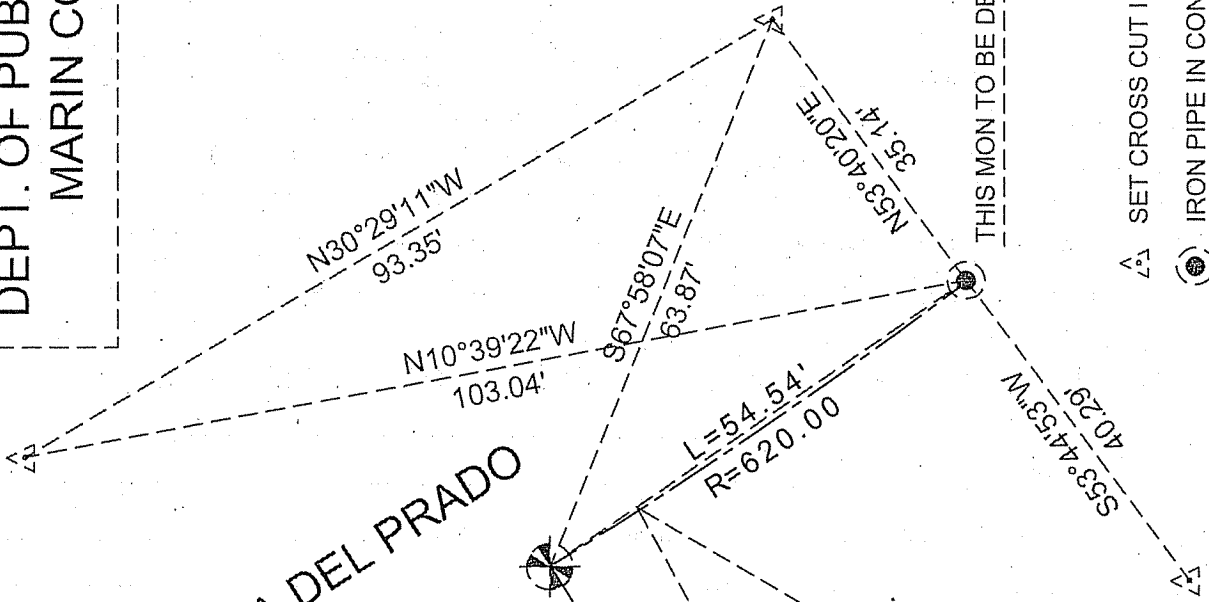 DEPT. OF PUB
MARIN CO
N30°29'11"W
93.35'
N10°39'22"W
103.04'
S67°58'07"E
63.87'
N53°40'20"E
35.14'
L=54.54'
R=620.00
S53°44'53"W
40.29'
DEL PRADO
THIS MON TO BE DE
SET CROSS CUT I
IRON PIPE IN CON